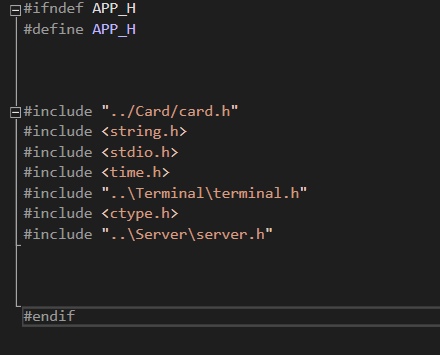 #ifndef APP_H
#define APP_H
#include "../Card/card.h"
#include <string.h>
#include <stdio.h>
#include <time.h>
#include "..\Terminal\terminal.h"
#include <ctype.h>
#include "..\Server\server.h"
#endif